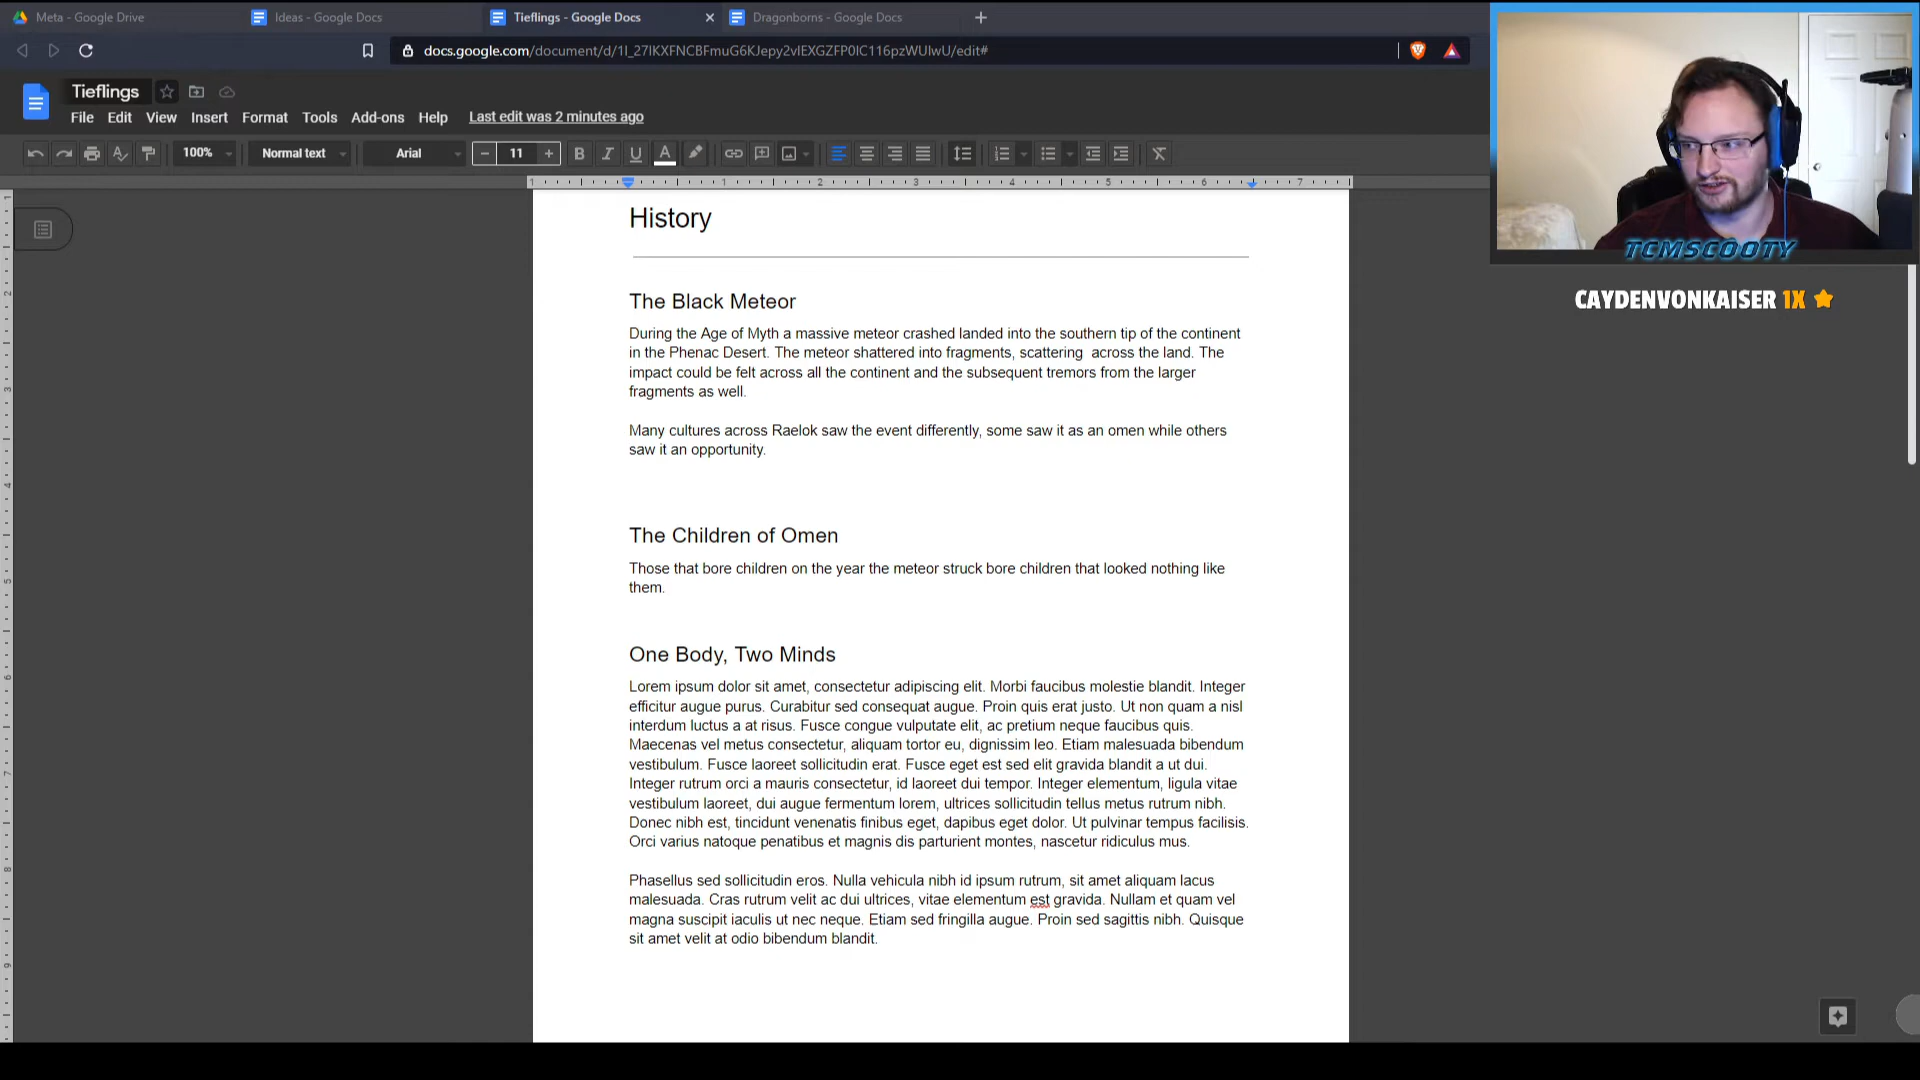 Meta - Google Drive
Ideas - Google Docs
Tieflings - Google Docs
Dragonborns - Google Docs
docs.google.com/document/d/1I_27IKXFNCBFmuG6KJepy2vIEXGZFP0IC116pzWUIwU/edit#
Tieflings
File Edit View Insert Format Tools Add-ons Help Last edit was 2 minutes ago
100% Normal text Arial 11
TCMSCOOTY
CAYDENVONKAISER 1X
History
The Black Meteor
During the Age of Myth a massive meteor crashed landed into the southern tip of the continent
in the Phenac Desert. The meteor shattered into fragments, scattering  across the land. The
impact could be felt across all the continent and the subsequent tremors from the larger
fragments as well.
Many cultures across Raelok saw the event differently, some saw it as an omen while others
saw it an opportunity.
The Children of Omen
Those that bore children on the year the meteor struck bore children that looked nothing like
them.
One Body, Two Minds
Lorem ipsum dolor sit amet, consectetur adipiscing elit. Morbi faucibus molestie blandit. Integer
efficitur augue purus. Curabitur sed consequat augue. Proin quis erat justo. Ut non quam a nisl
interdum luctus a at risus. Fusce congue vulputate elit, ac pretium neque faucibus quis.
Maecenas vel metus consectetur, aliquam tortor eu, dignissim leo. Etiam malesuada bibendum
vestibulum. Fusce laoreet sollicitudin erat. Fusce eget est sed elit gravida blandit a ut dui.
Integer rutrum orci a mauris consectetur, id laoreet dui tempor. Integer elementum, ligula vitae
vestibulum laoreet, dui augue fermentum lorem, ultrices sollicitudin tellus metus rutrum nibh.
Donec nibh est, tincidunt venenatis finibus eget, dapibus eget dolor. Ut pulvinar tempus facilisis.
Orci varius natoque penatibus et magnis dis parturient montes, nascetur ridiculus mus.
Phasellus sed sollicitudin eros. Nulla vehicula nibh id ipsum rutrum, sit amet aliquam lacus
malesuada. Cras rutrum velit ac dui ultrices, vitae elementum est gravida. Nullam et quam vel
magna suscipit iaculis ut nec neque. Etiam sed fringilla augue. Proin sed sagittis nibh. Quisque
sit amet velit at odio bibendum blandit.